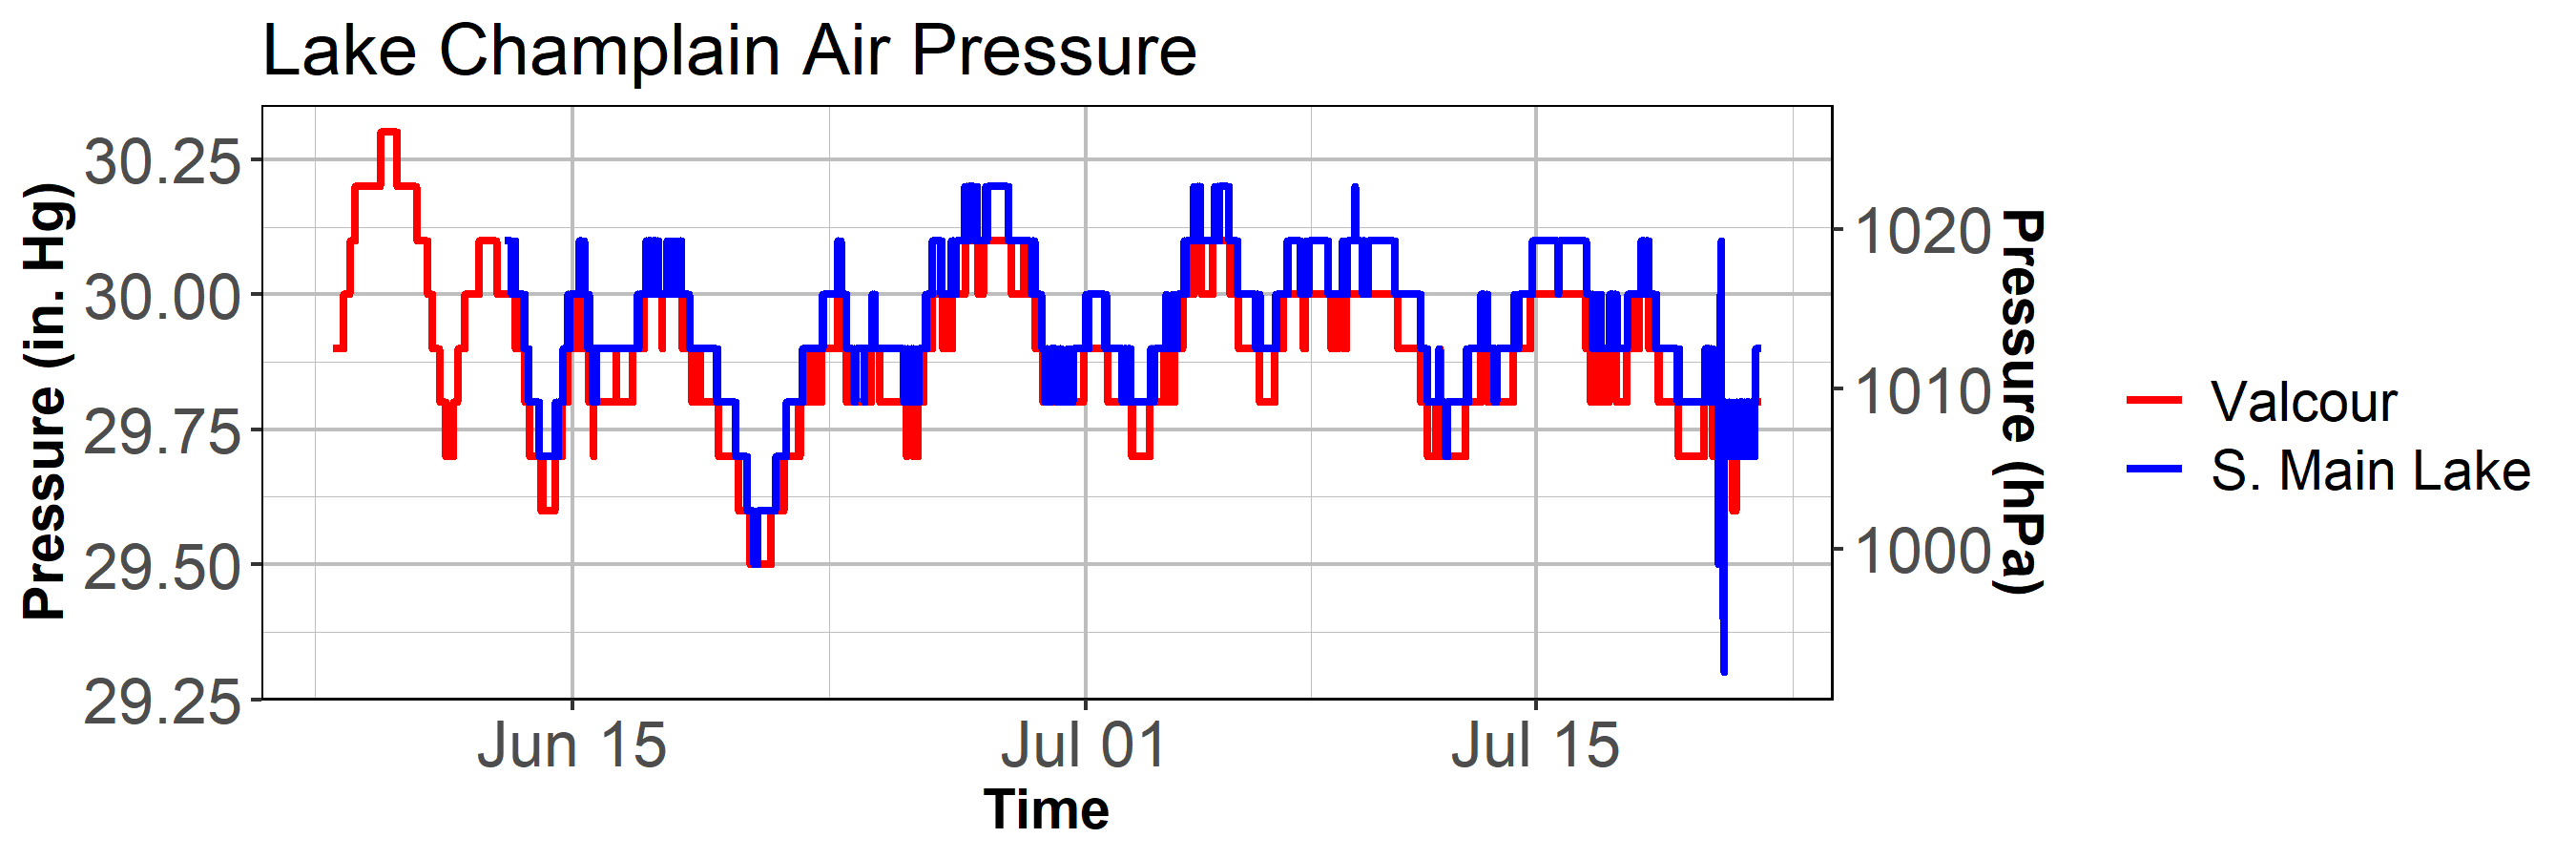 Lake Champlain Air Pressure
Pressure (in. Hg)
30.25
30.00
29.75
29.50
29.25
1020
1010
1000
Pressure (hPa)
Jun 15
Jul 01
Jul 15
Time
Valcour
S. Main Lake